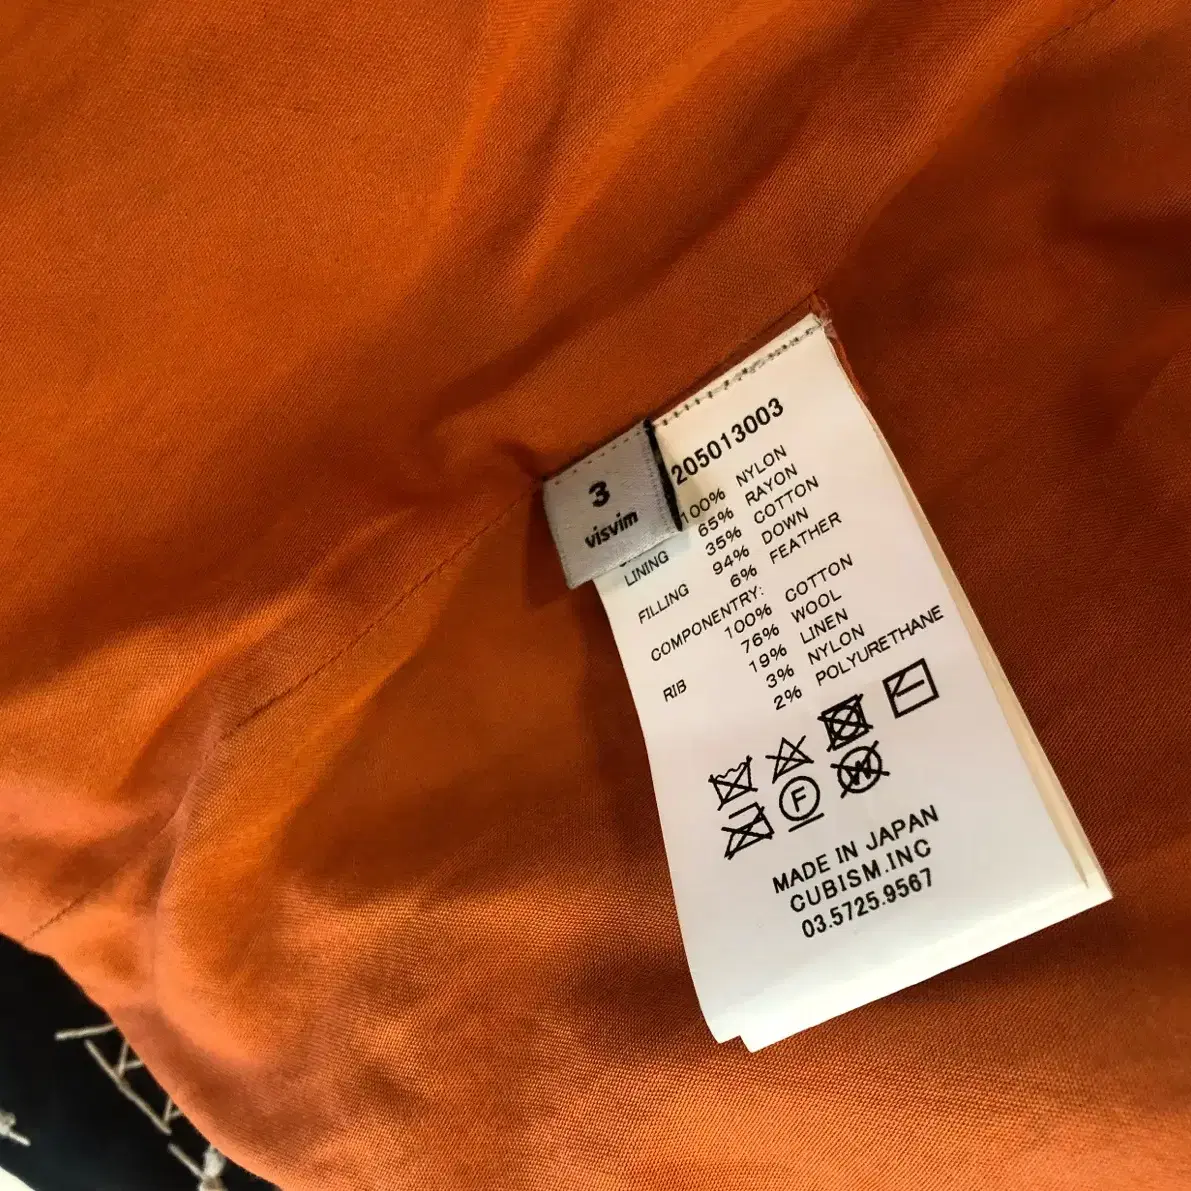 3
visvim
205013003
100% NYLON
65% RAYON
LINING 35% COTTON
94% DOWN
FILLING 6% FEATHER
COMPONENTRY:
100% COTTON
76% WOOL
19% LINEN
RIB 3% NYLON
2% POLYURETHANE
F
W
MADE IN JAPAN
CUBISM.INC
03.5725.9567